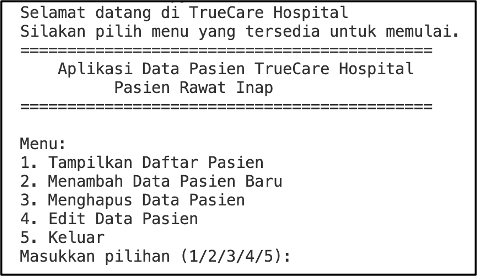 Selamat datang di TrueCare Hospital
Silakan pilih menu yang tersedia untuk memulai.
============================================
Aplikasi Data Pasien TrueCare Hospital
Pasien Rawat Inap
============================================
Menu:
1. Tampilkan Daftar Pasien
2. Menambah Data Pasien Baru
3. Menghapus Data Pasien
4. Edit Data Pasien
5. Keluar
Masukkan pilihan (1/2/3/4/5):